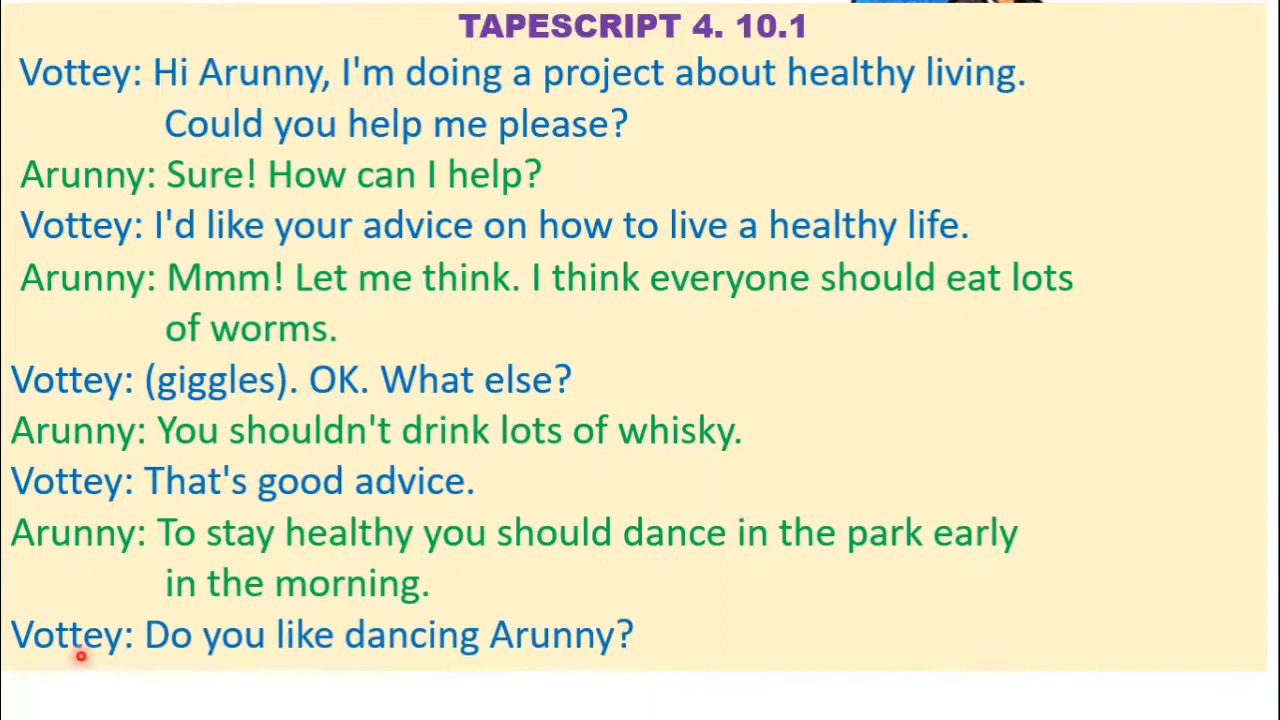 TAPESCRIPT 4. 10.1
Vottey: Hi Arunny, I'm doing a project about healthy living.
Could you help me please?
Arunny: Sure! How can I help?
Vottey: I'd like your advice on how to live a healthy life.
Arunny: Mmm! Let me think. I think everyone should eat lots
of worms.
Vottey: (giggles). OK. What else?
Arunny: You shouldn't drink lots of whisky.
Vottey: That's good advice.
Arunny: To stay healthy you should dance in the park early
in the morning.
Vottey: Do you like dancing Arunny?